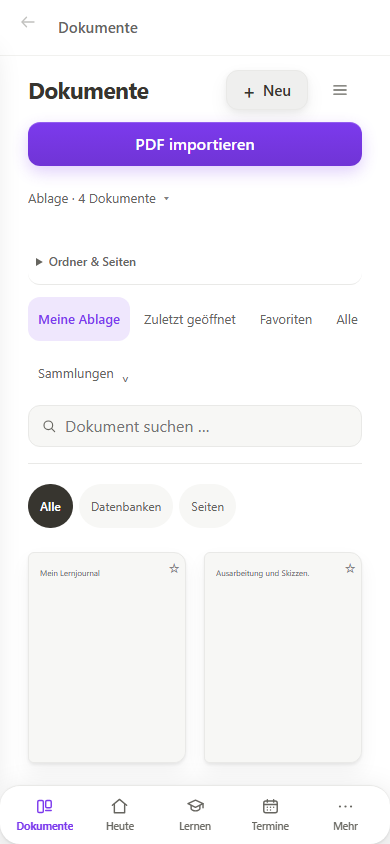 Dokumente
Dokumente
+ Neu
PDF importieren
Ablage · 4 Dokumente
Ordner & Seiten
Meine Ablage Zuletzt geöffnet Favoriten Alle
Sammlungen
Dokument suchen ...
Alle Datenbanken Seiten
Mein Lernjournal
Ausarbeitung und Skizzen.
Dokumente Heute Lernen Termine Mehr